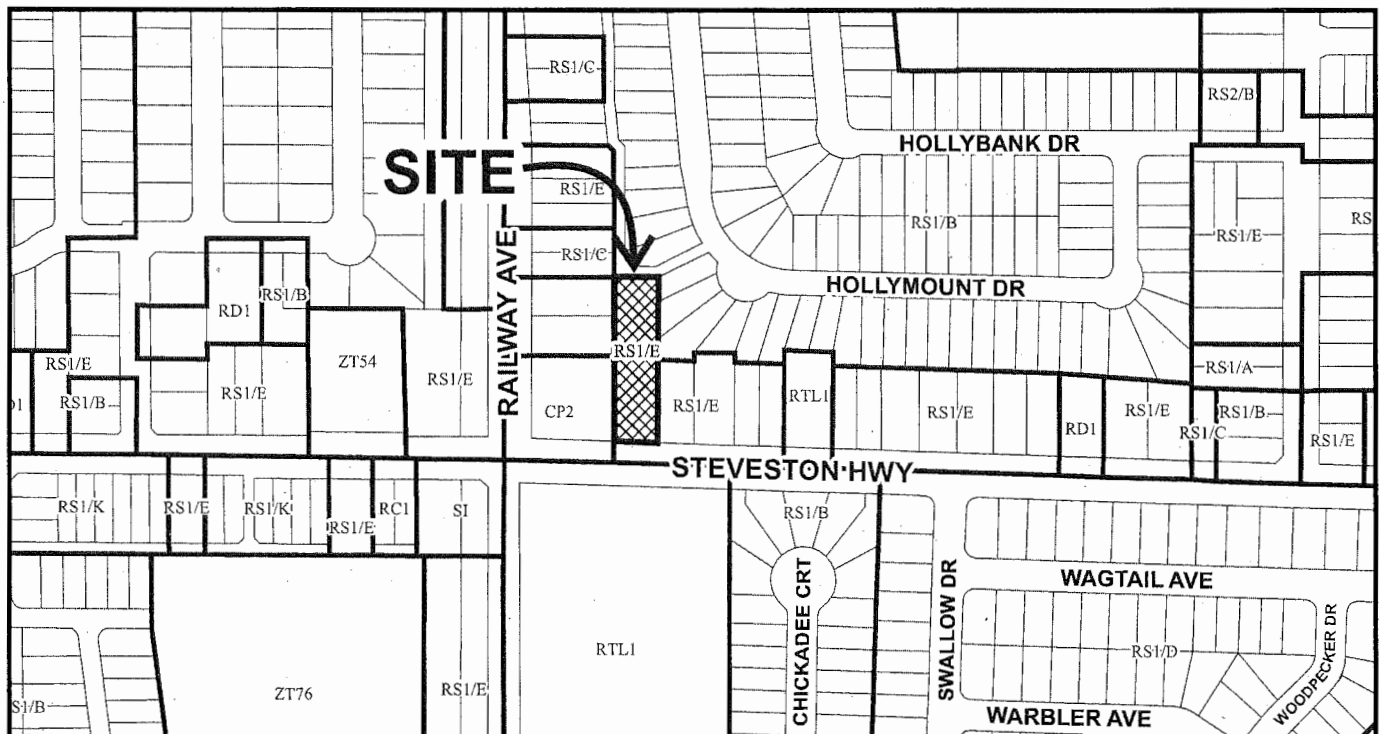 RS1/C
RS2/B
HOLLYBANK DR
SITE
RS1/E
RS1/B
RS
RS1/E
RS1/C
RAILWAY AVE
HOLLYMOUNT DR
RD1
RS1/B
RS1/E
RS1/E
ZT54
RS1/A
RS1/E
RS1/E
RTL1
RS1/B
CP2
RS1/E
RS1/E
RS1/E
RS1/B
RD1
RS1/C
RS1/E
STEVESTON HWY
RS1/K
RS1/E
RS1/K
RS1/E
RC1
SI
RS1/B
WAGTAIL AVE
CHICKADEE CRT
SWALLOW DR
WOODPECKER DR
RTL1
RS1/D
ZT76
RS1/E
S1/B
WARBLER AVE